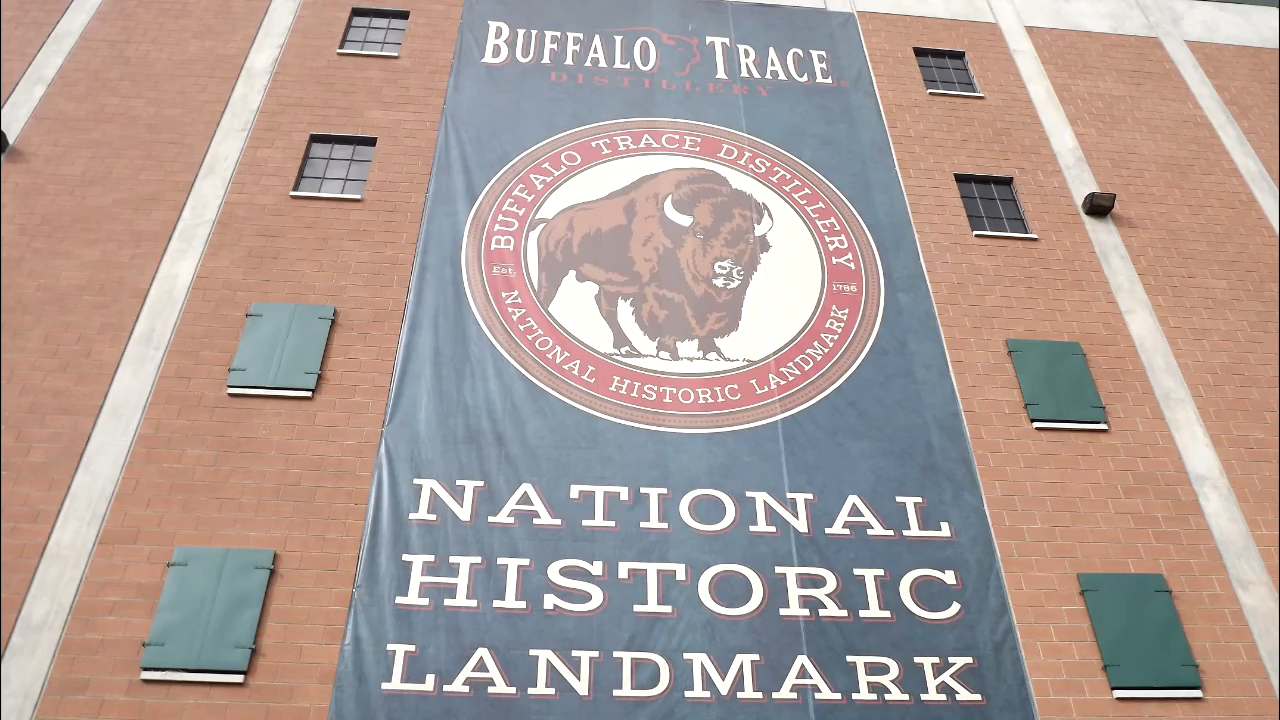 BUFFALO TRACE
DISTILLERY
BUFFALO TRACE DISTILLERY
Est. 1786
NATIONAL HISTORIC LANDMARK
NATIONAL
HISTORIC
LANDMARK